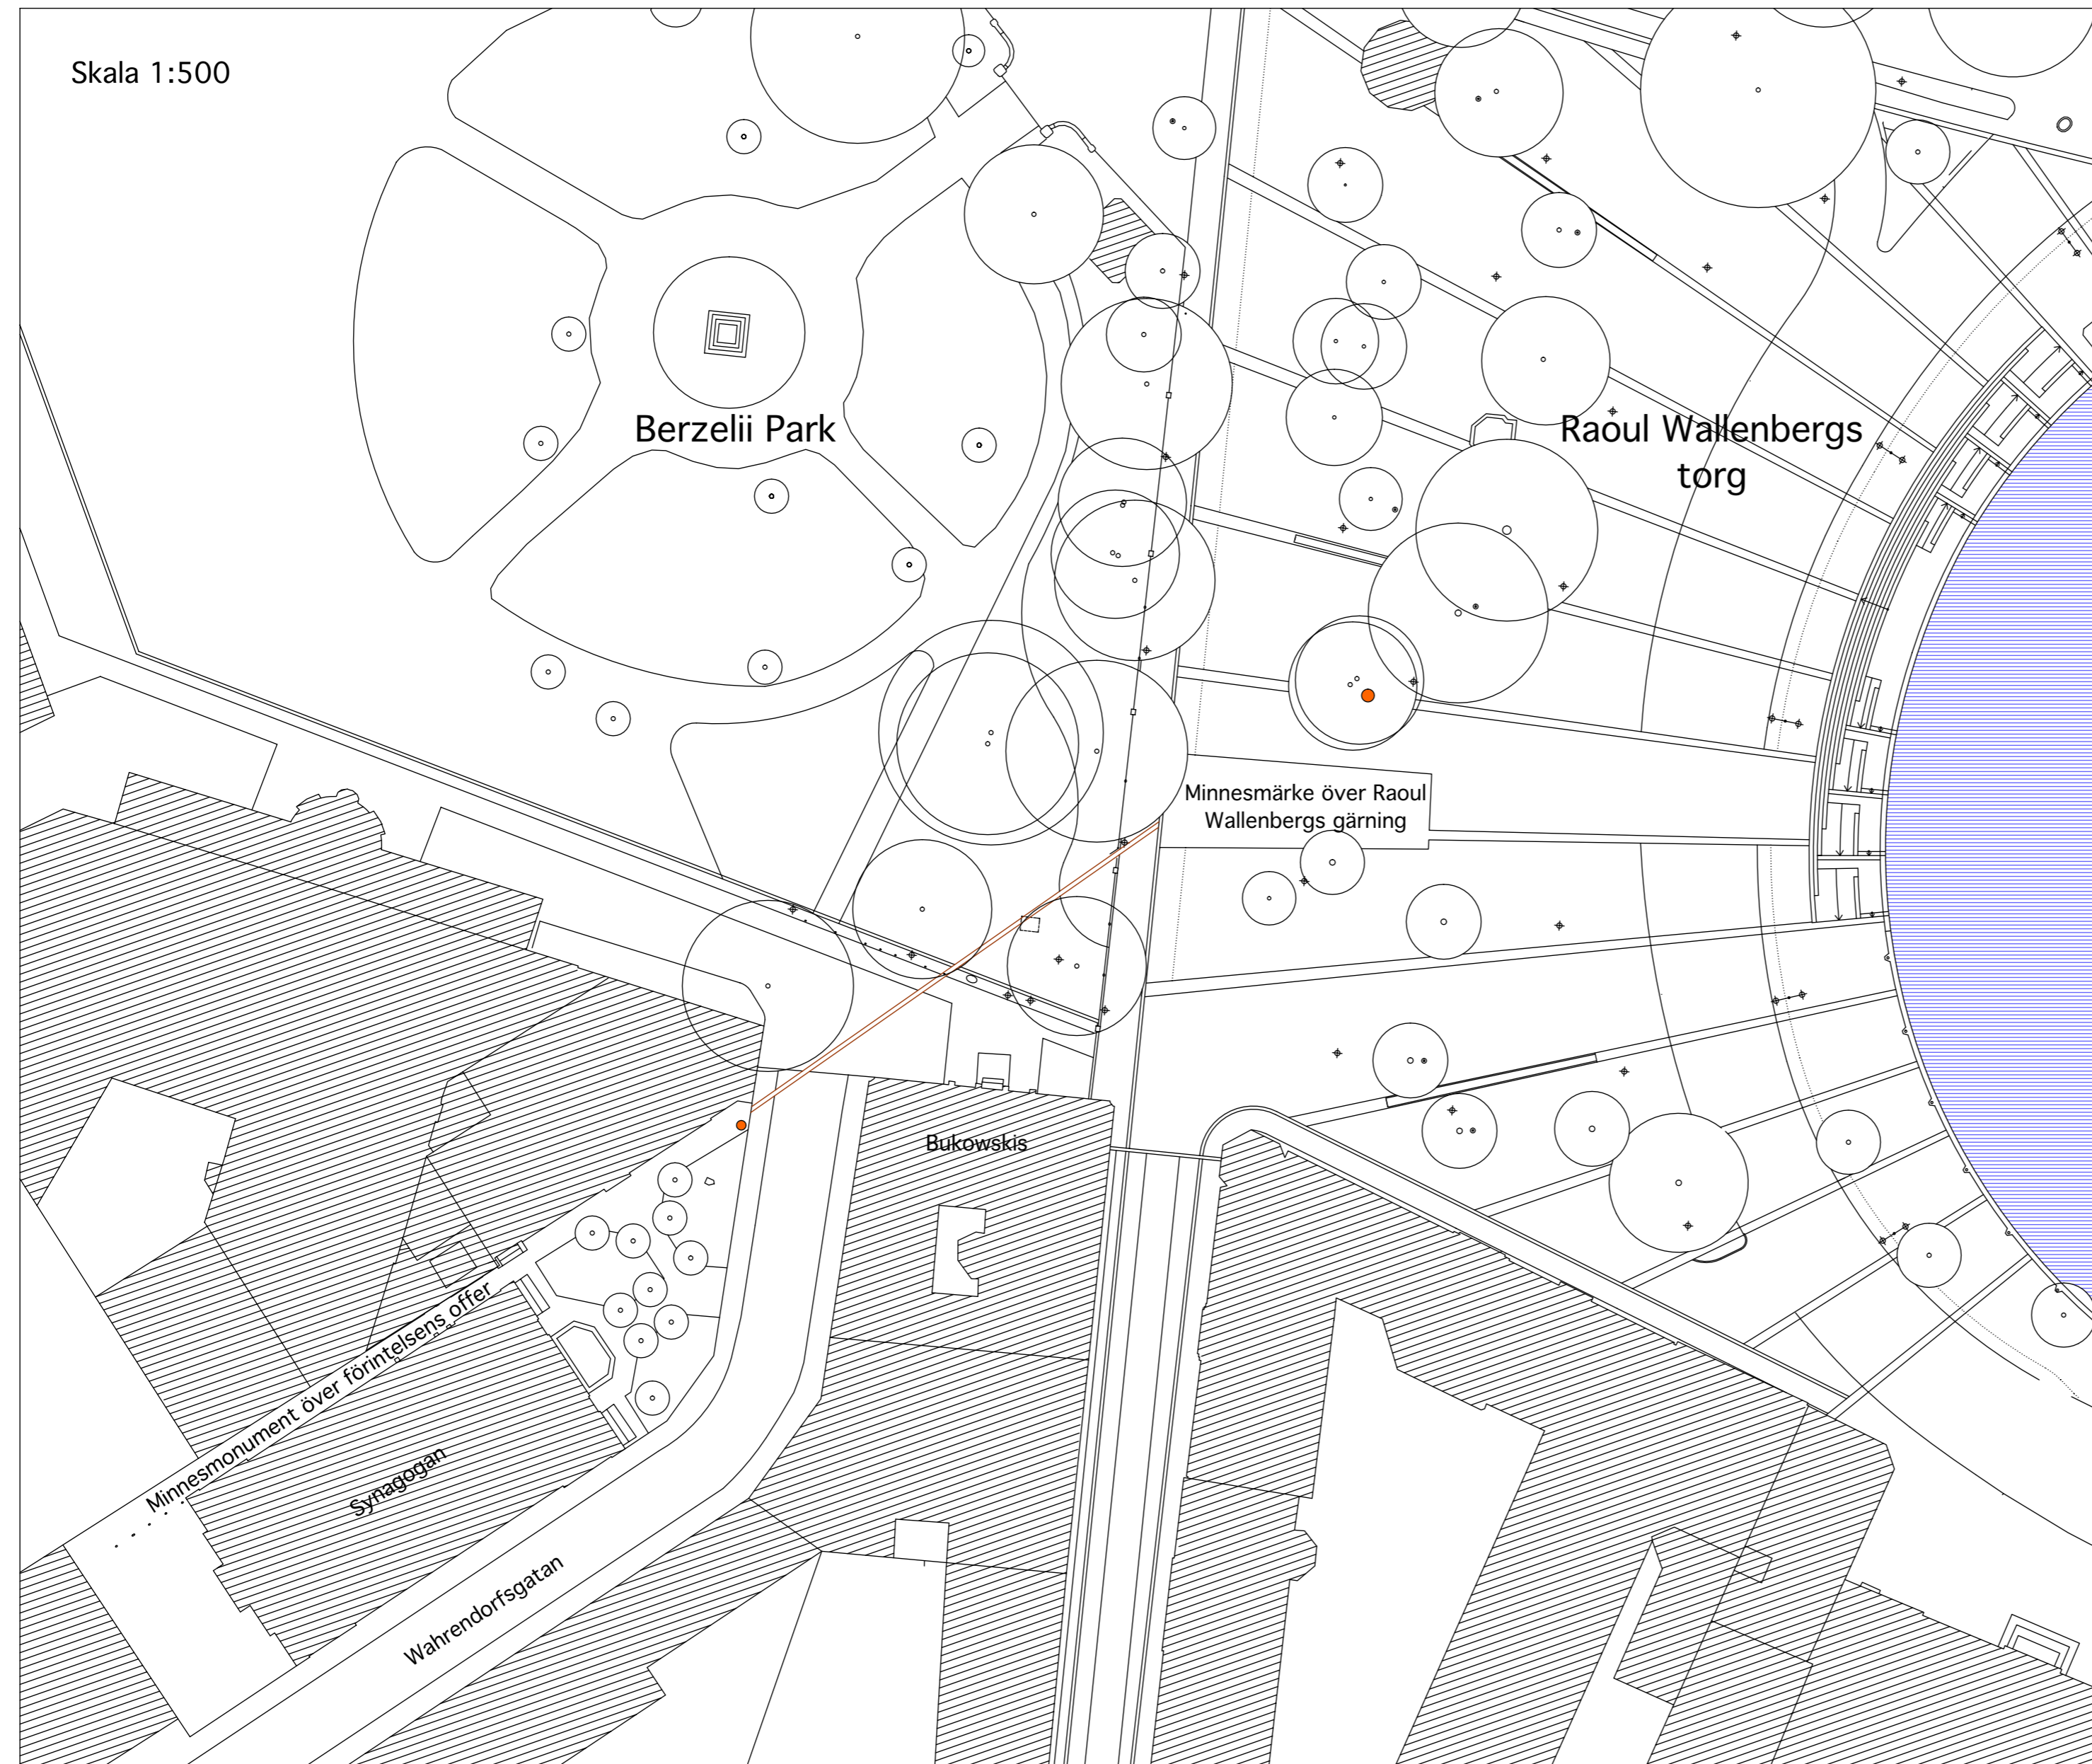 Skala 1:500
Berzelii Park
Raoul Wallenbergs
torg
Minnesmärke över Raoul
Wallenbergs gärning
Bukowskis
Minnesmonument över förintelsens offer
Synagogan
Wahrendorfsgatan